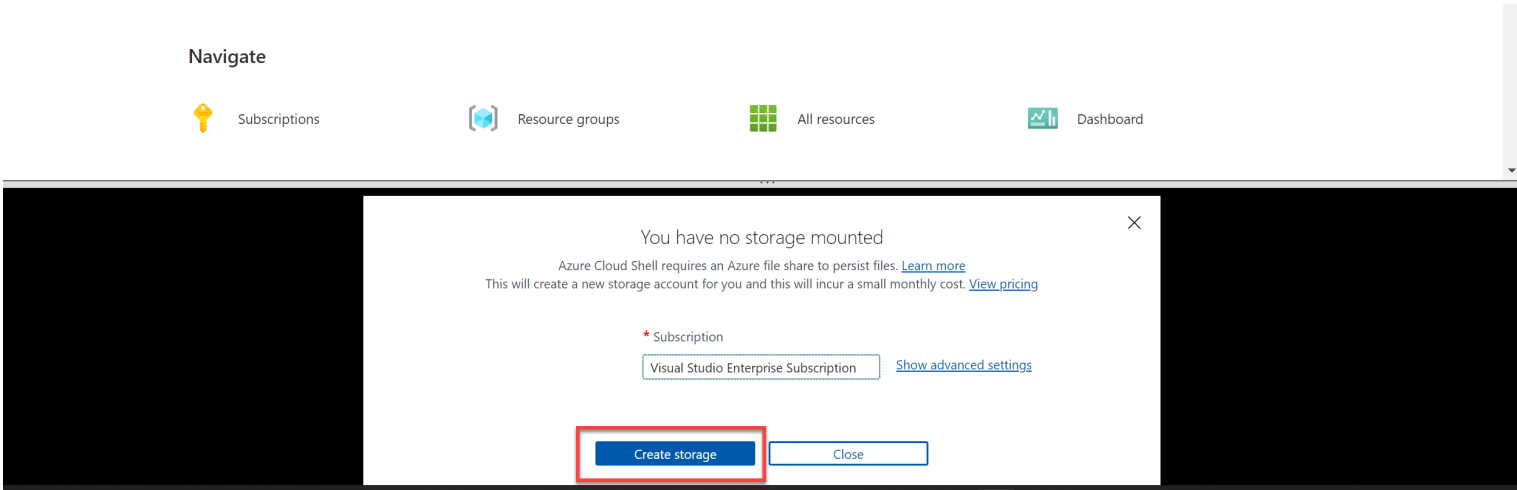 Navigate
Subscriptions
Resource groups
All resources
Dashboard
...
You have no storage mounted
Azure Cloud Shell requires an Azure file share to persist files. Learn more
This will create a new storage account for you and this will incur a small monthly cost. View pricing
* Subscription
Visual Studio Enterprise Subscription
Show advanced settings
Create storage
Close